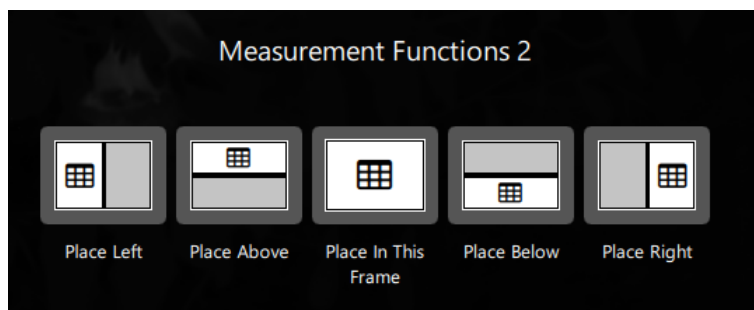 Measurement Functions 2
Place Left
Place Above
Place In This
Frame
Place Below
Place Right